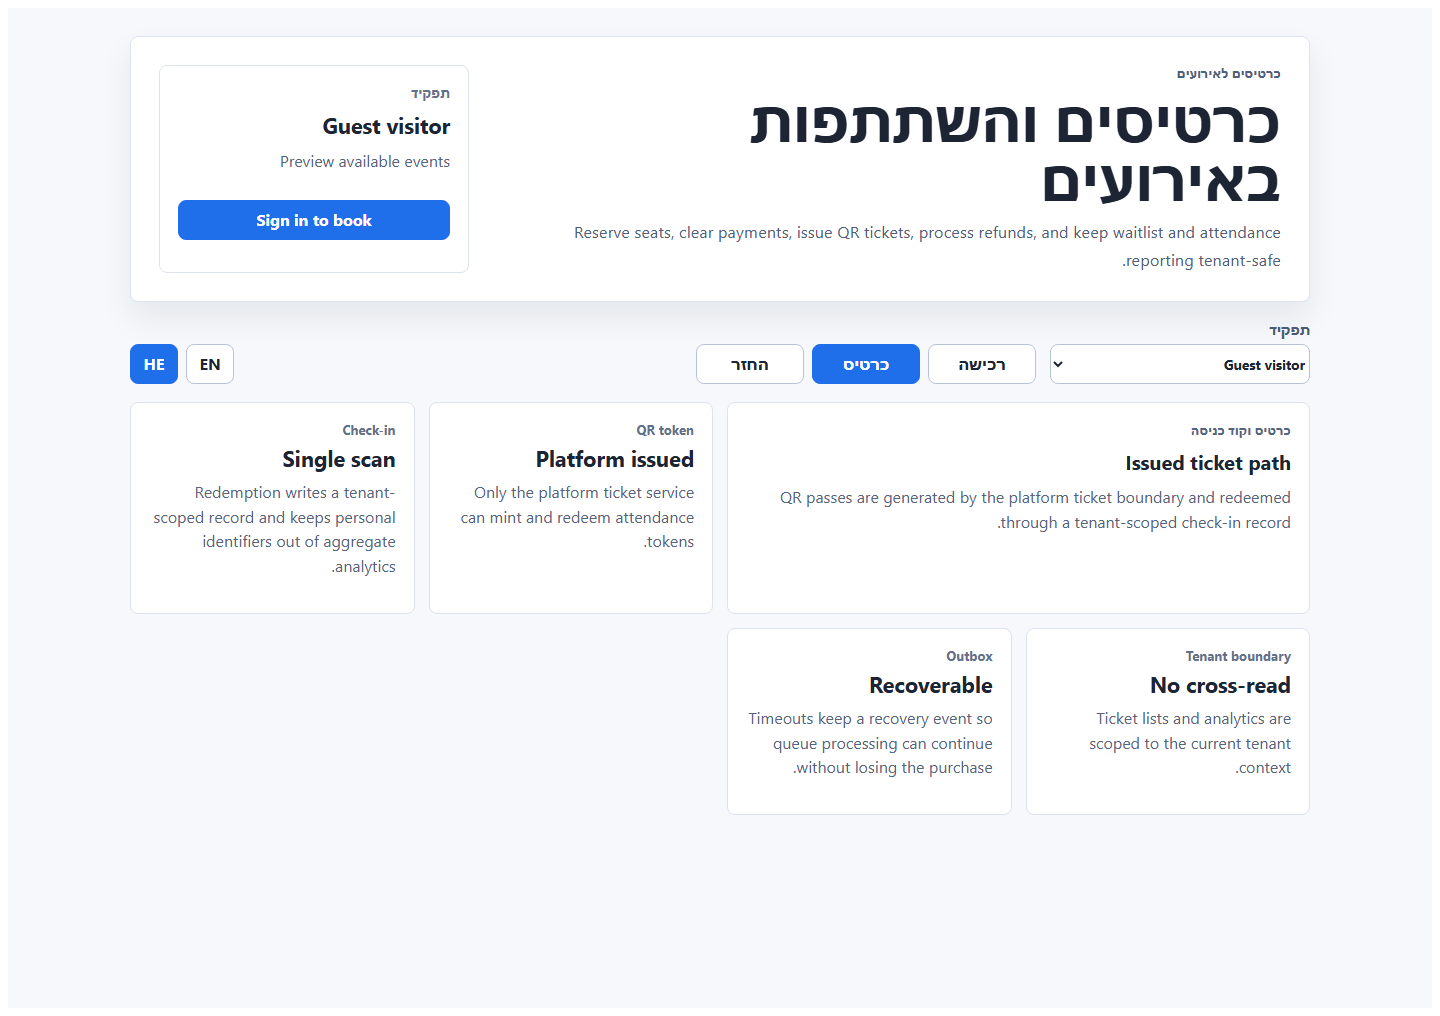 כרטיסים לאירועים
כרטיסים והשתתפות
באירועים
Reserve seats, clear payments, issue QR tickets, process refunds, and keep waitlist and attendance
reporting tenant-safe.
תפקיד
Guest visitor
Preview available events
Sign in to book
תפקיד
Guest visitor
רכישה
כרטיס
החזר
EN
HE
כרטיס וקוד כניסה
Issued ticket path
QR passes are generated by the platform ticket boundary and redeemed
through a tenant-scoped check-in record.
QR token
Platform issued
Only the platform ticket service
can mint and redeem attendance
tokens.
Check-in
Single scan
Redemption writes a tenant-
scoped record and keeps personal
identifiers out of aggregate
analytics.
Tenant boundary
No cross-read
Ticket lists and analytics are
scoped to the current tenant
context.
Outbox
Recoverable
Timeouts keep a recovery event so
queue processing can continue
without losing the purchase.